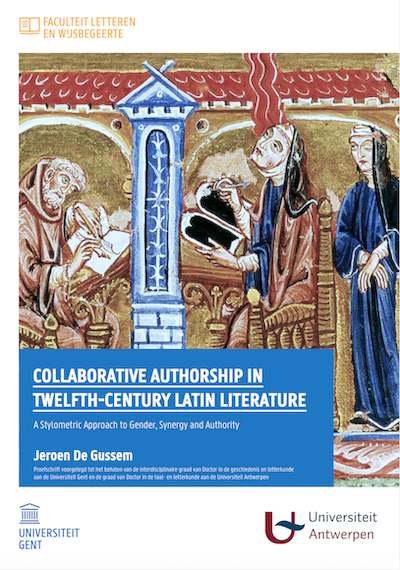 FACULTEIT LETTEREN
EN WIJSBEGEERTE
COLLABORATIVE AUTHORSHIP IN
TWELFTH-CENTURY LATIN LITERATURE
A Stylometric Approach to Gender, Synergy and Authority
Jeroen De Gussem
Proefschrift voorgelegd tot het behalen van de interdisciplinaire graad van Doctor in de geschiedenis en letterkunde
aan de Universiteit Gent en de graad van Doctor in de taal- en letterkunde aan de Universiteit Antwerpen
UNIVERSITEIT
GENT
Universiteit
Antwerpen